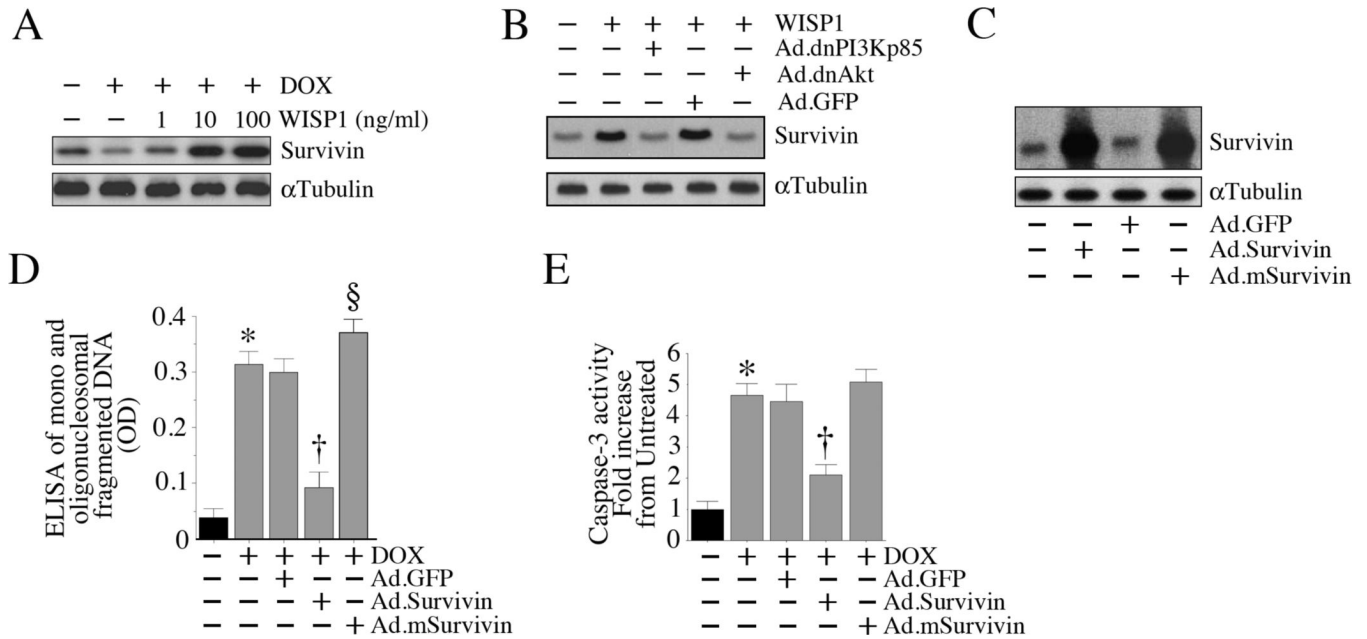 A
− + + + + DOX
− − 1 10 100 WISP1 (ng/ml)
Survivin
αTubulin
B
− + + + + WISP1
− − + − − Ad.dnPI3Kp85
− − − − + Ad.dnAkt
− − − + − Ad.GFP
Survivin
αTubulin
C
Survivin
αTubulin
− − + − Ad.GFP
− + − − Ad.Survivin
− − − + Ad.mSurvivin
D
ELISA of mono and
oligonucleosomal
fragmented DNA
(OD)
0.4
0.3
0.2
0.1
0
* † §
− + + + + DOX
− − + − − Ad.GFP
− − − + − Ad.Survivin
− − − − + Ad.mSurvivin
E
Caspase-3 activity
Fold increase
from Untreated
6
5
4
3
2
1
0
* †
− + + + + DOX
− − + − − Ad.GFP
− − − + − Ad.Survivin
− − − − + Ad.mSurvivin